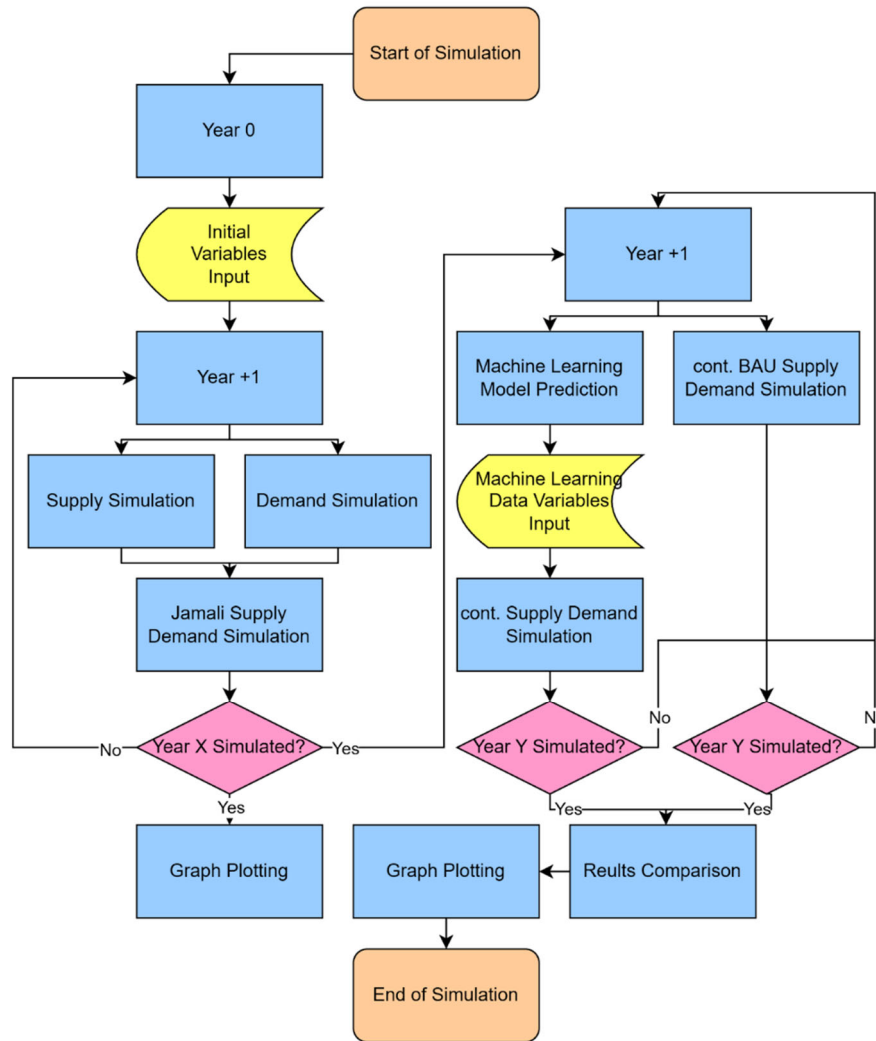 Start of Simulation
Year 0
Initial
Variables
Input
Year +1
Supply Simulation
Demand Simulation
Jamali Supply
Demand Simulation
Year X Simulated?
No
Yes
Yes
Graph Plotting
Year +1
Machine Learning
Model Prediction
cont. BAU Supply
Demand Simulation
Machine Learning
Data Variables
Input
cont. Supply Demand
Simulation
Year Y Simulated?
No
Year Y Simulated?
N
Yes
Yes
Graph Plotting
Reults Comparison
End of Simulation